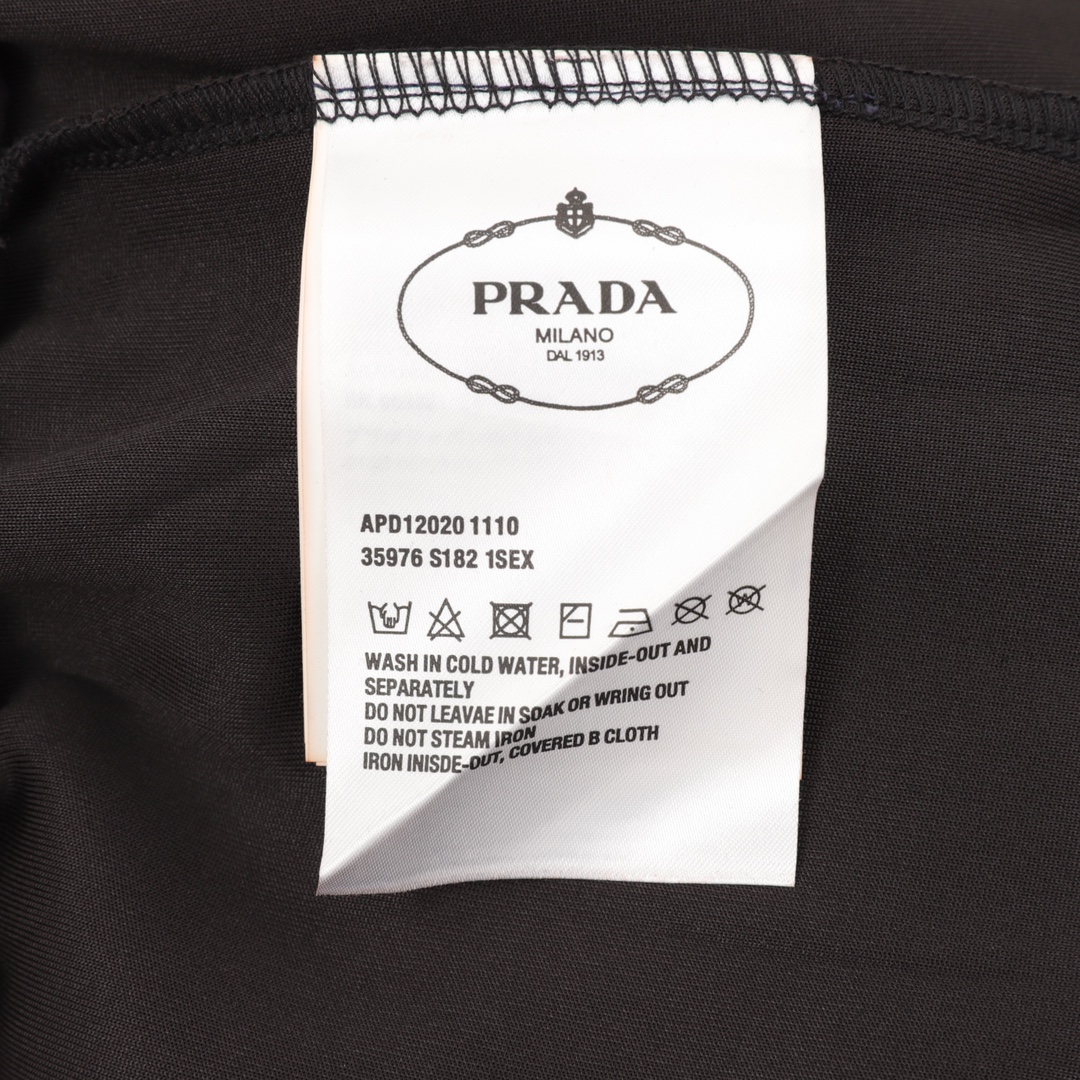 PRADA
MILANO
DAL 1913
APD12020 1110
35976 S182 1SEX
WASH IN COLD WATER, INSIDE-OUT AND
SEPARATELY
DO NOT LEAVAE IN SOAK OR WRING OUT
DO NOT STEAM IRON
IRON INISDE-OUT, COVERED B CLOTH